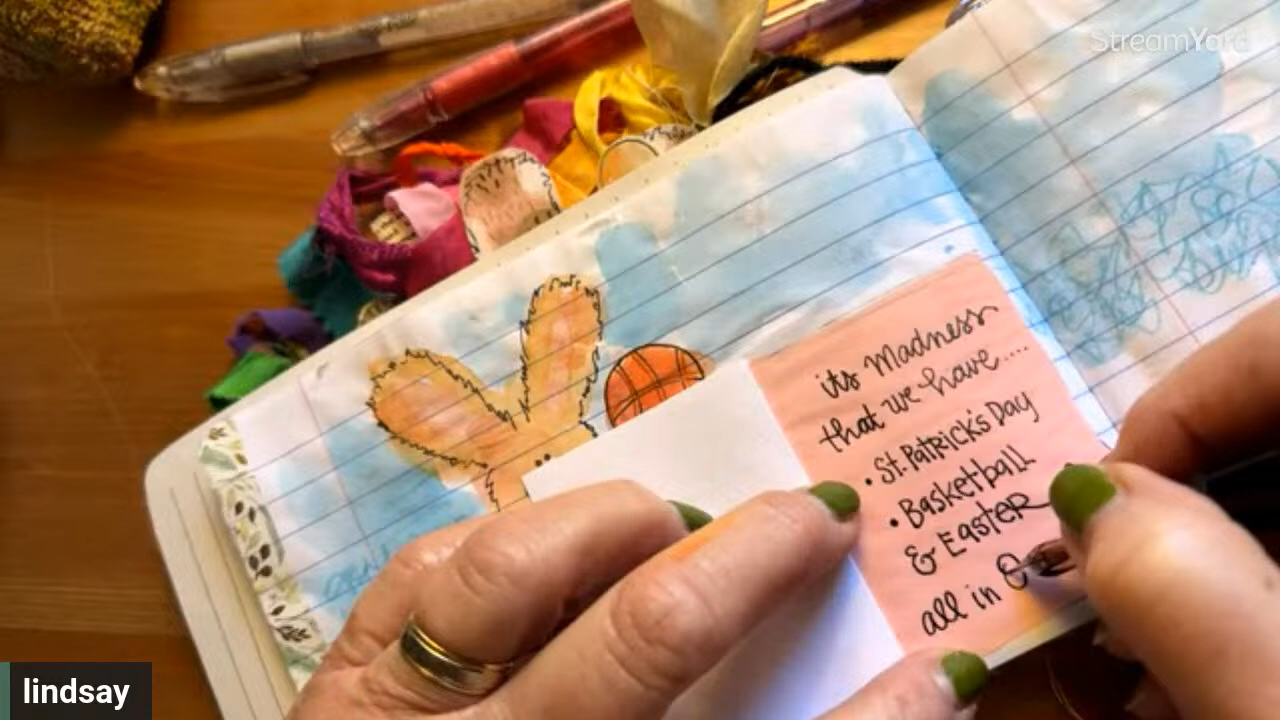 StreamYard
its Madness
that we have.....
• St. Patrick's Day
• Basketball
& Easter
all in O
lindsay